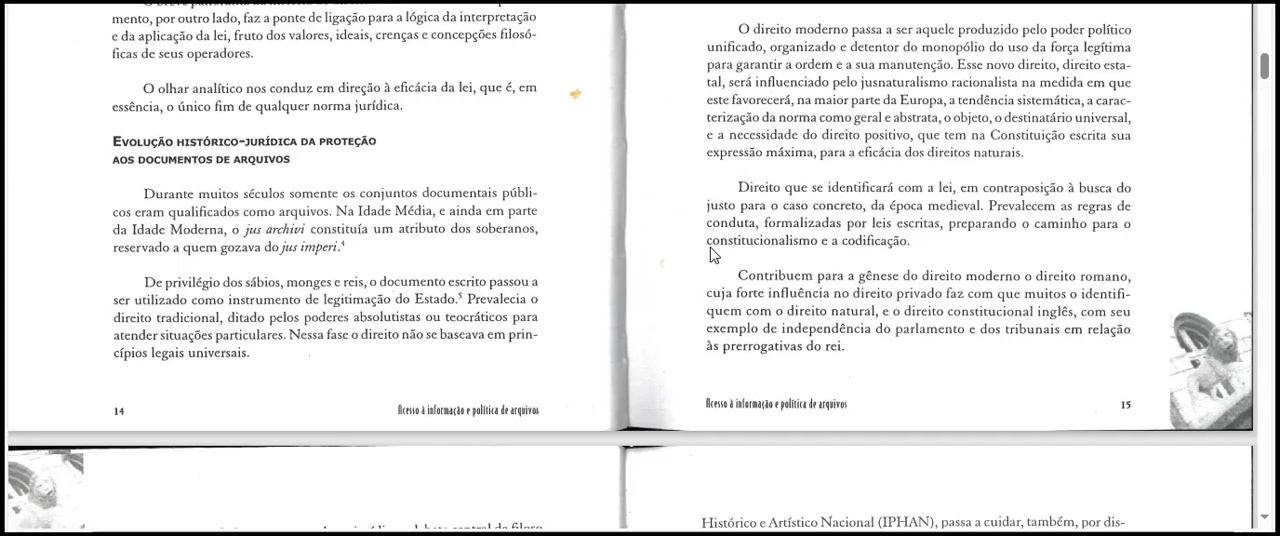 mento, por outro lado, faz a ponte de ligação para a lógica da interpretação
e da aplicação da lei, fruto dos valores, ideais, crenças e concepções filosó-
ficas de seus operadores.
O olhar analítico nos conduz em direção à eficácia da lei, que é, em
essência, o único fim de qualquer norma jurídica.
EVOLUÇÃO HISTÓRICO-JURÍDICA DA PROTEÇÃO
AOS DOCUMENTOS DE ARQUIVOS
Durante muitos séculos somente os conjuntos documentais públi-
cos eram qualificados como arquivos. Na Idade Média, e ainda em parte
da Idade Moderna, o jus archivi constituía um atributo dos soberanos,
reservado a quem gozava do jus imperi.⁴
De privilégio dos sábios, monges e reis, o documento escrito passou a
ser utilizado como instrumento de legitimação do Estado.⁵ Prevalecia o
direito tradicional, ditado pelos poderes absolutistas ou teocráticos para
atender situações particulares. Nessa fase o direito não se baseava em prin-
cípios legais universais.
14
Acesso à informação e política de arquivos
O direito moderno passa a ser aquele produzido pelo poder político
unificado, organizado e detentor do monopólio do uso da força legítima
para garantir a ordem e a sua manutenção. Esse novo direito, direito esta-
tal, será influenciado pelo jusnaturalismo racionalista na medida em que
este favorecerá, na maior parte da Europa, a tendência sistemática, a carac-
terização da norma como geral e abstrata, o objeto, o destinatário universal,
e a necessidade do direito positivo, que tem na Constituição escrita sua
expressão máxima, para a eficácia dos direitos naturais.
Direito que se identificará com a lei, em contraposição à busca do
justo para o caso concreto, da época medieval. Prevalecem as regras de
conduta, formalizadas por leis escritas, preparando o caminho para o
constitucionalismo e a codificação.
Contribuem para a gênese do direito moderno o direito romano,
cuja forte influência no direito privado faz com que muitos o identifi-
quem com o direito natural, e o direito constitucional inglês, com seu
exemplo de independência do parlamento e dos tribunais em relação
às prerrogativas do rei.
Acesso à informação e política de arquivos
15
Histórico e Artístico Nacional (IPHAN), passa a cuidar, também, por dis-